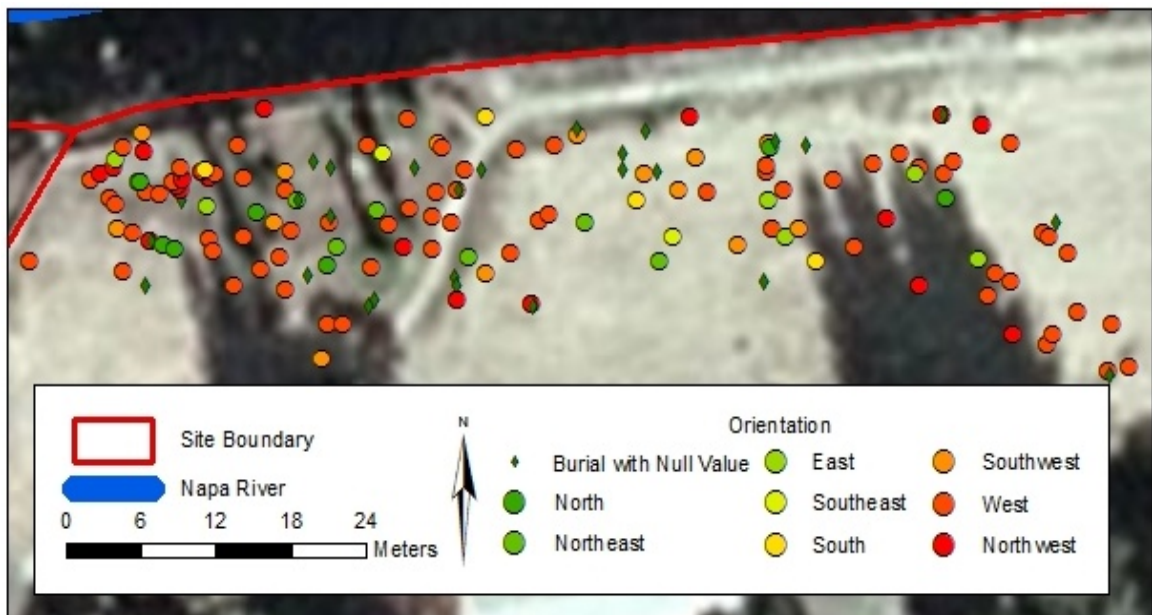 Site Boundary
Napa River
0 6 12 18 24
Meters
N
Orientation
Burial with Null Value
North
Northeast
East
Southeast
South
Southwest
West
Northwest